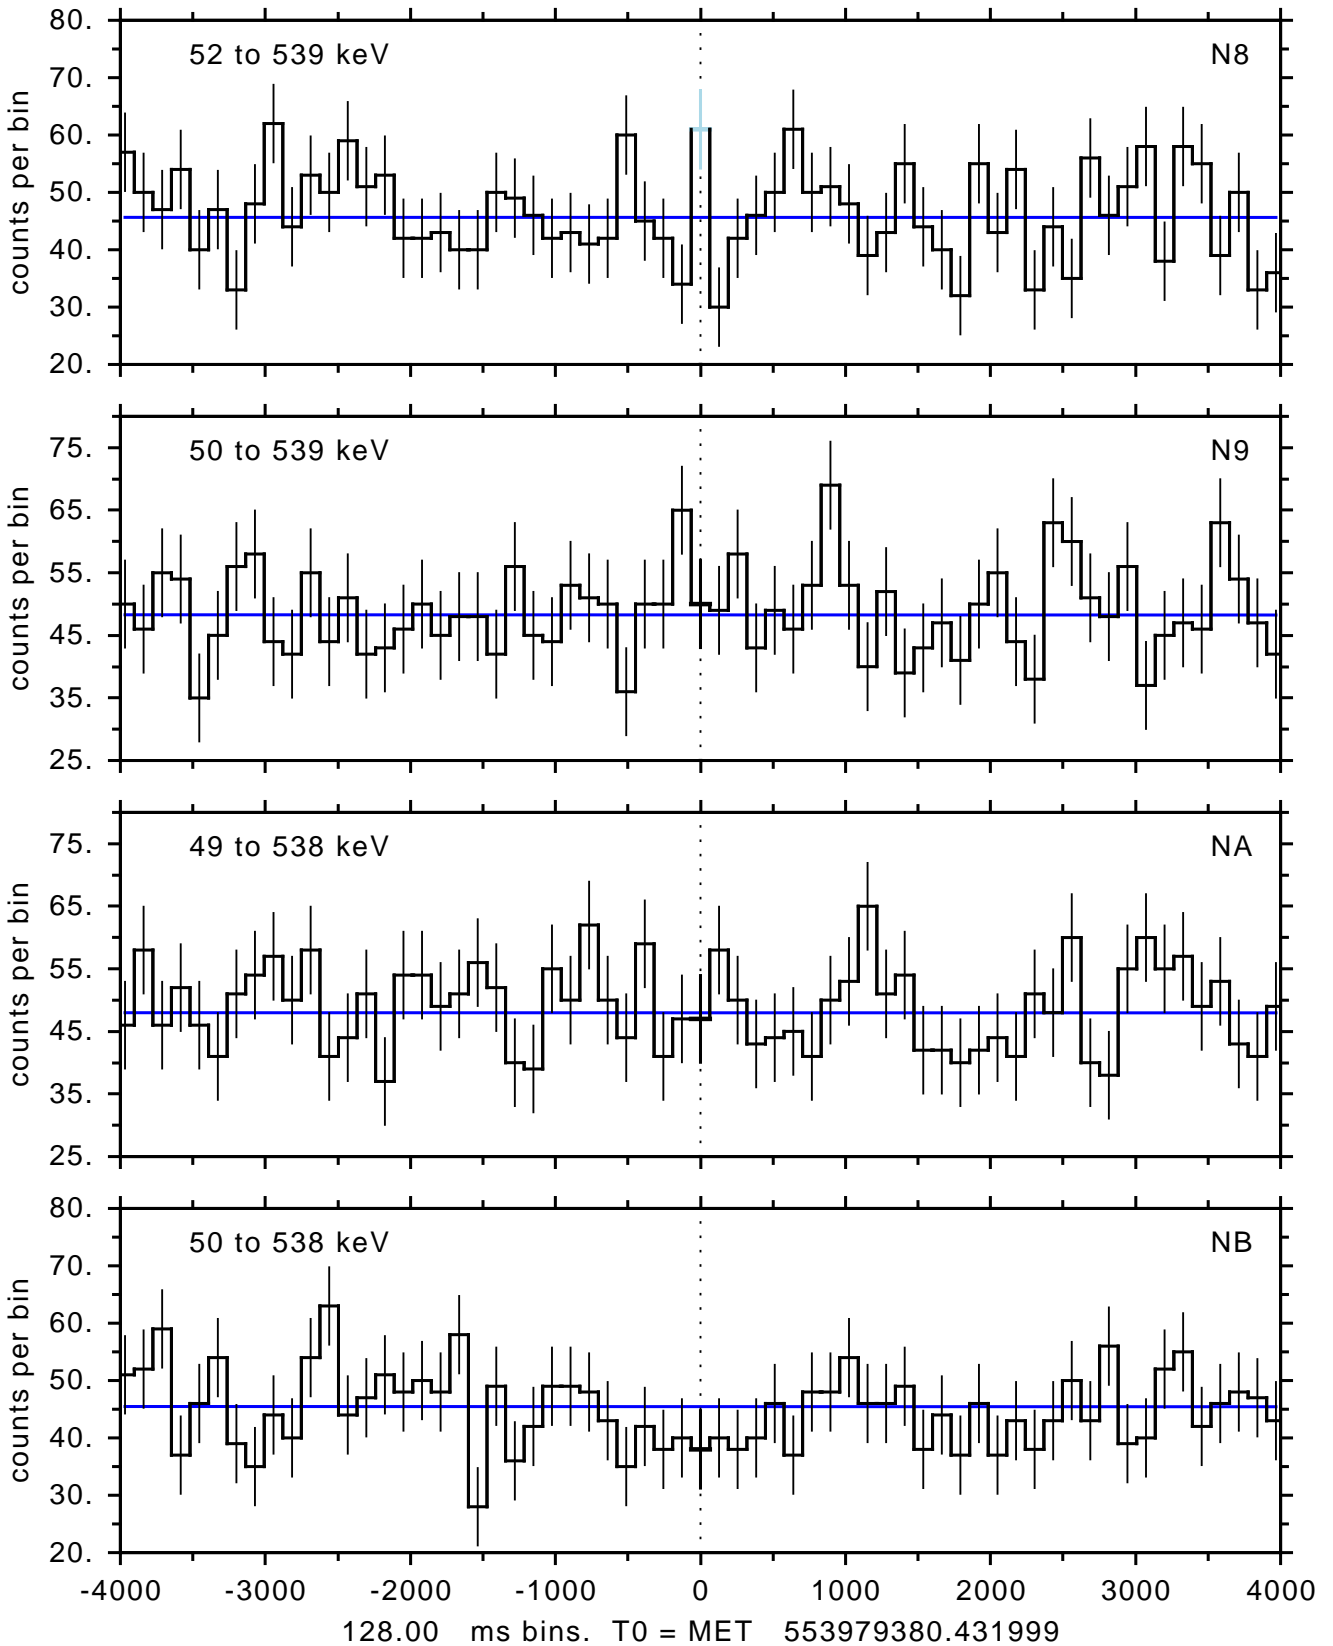 80.
52 to 539 keV N8
70.
60.
50.
40.
30.
20.
counts per bin
75.
50 to 539 keV N9
65.
55.
45.
35.
25.
counts per bin
75.
49 to 538 keV NA
65.
55.
45.
35.
25.
counts per bin
80.
50 to 538 keV NB
70.
60.
50.
40.
30.
20.
counts per bin
-4000 -3000 -2000 -1000 0 1000 2000 3000 4000
128.00 ms bins. T0 = MET 553979380.431999